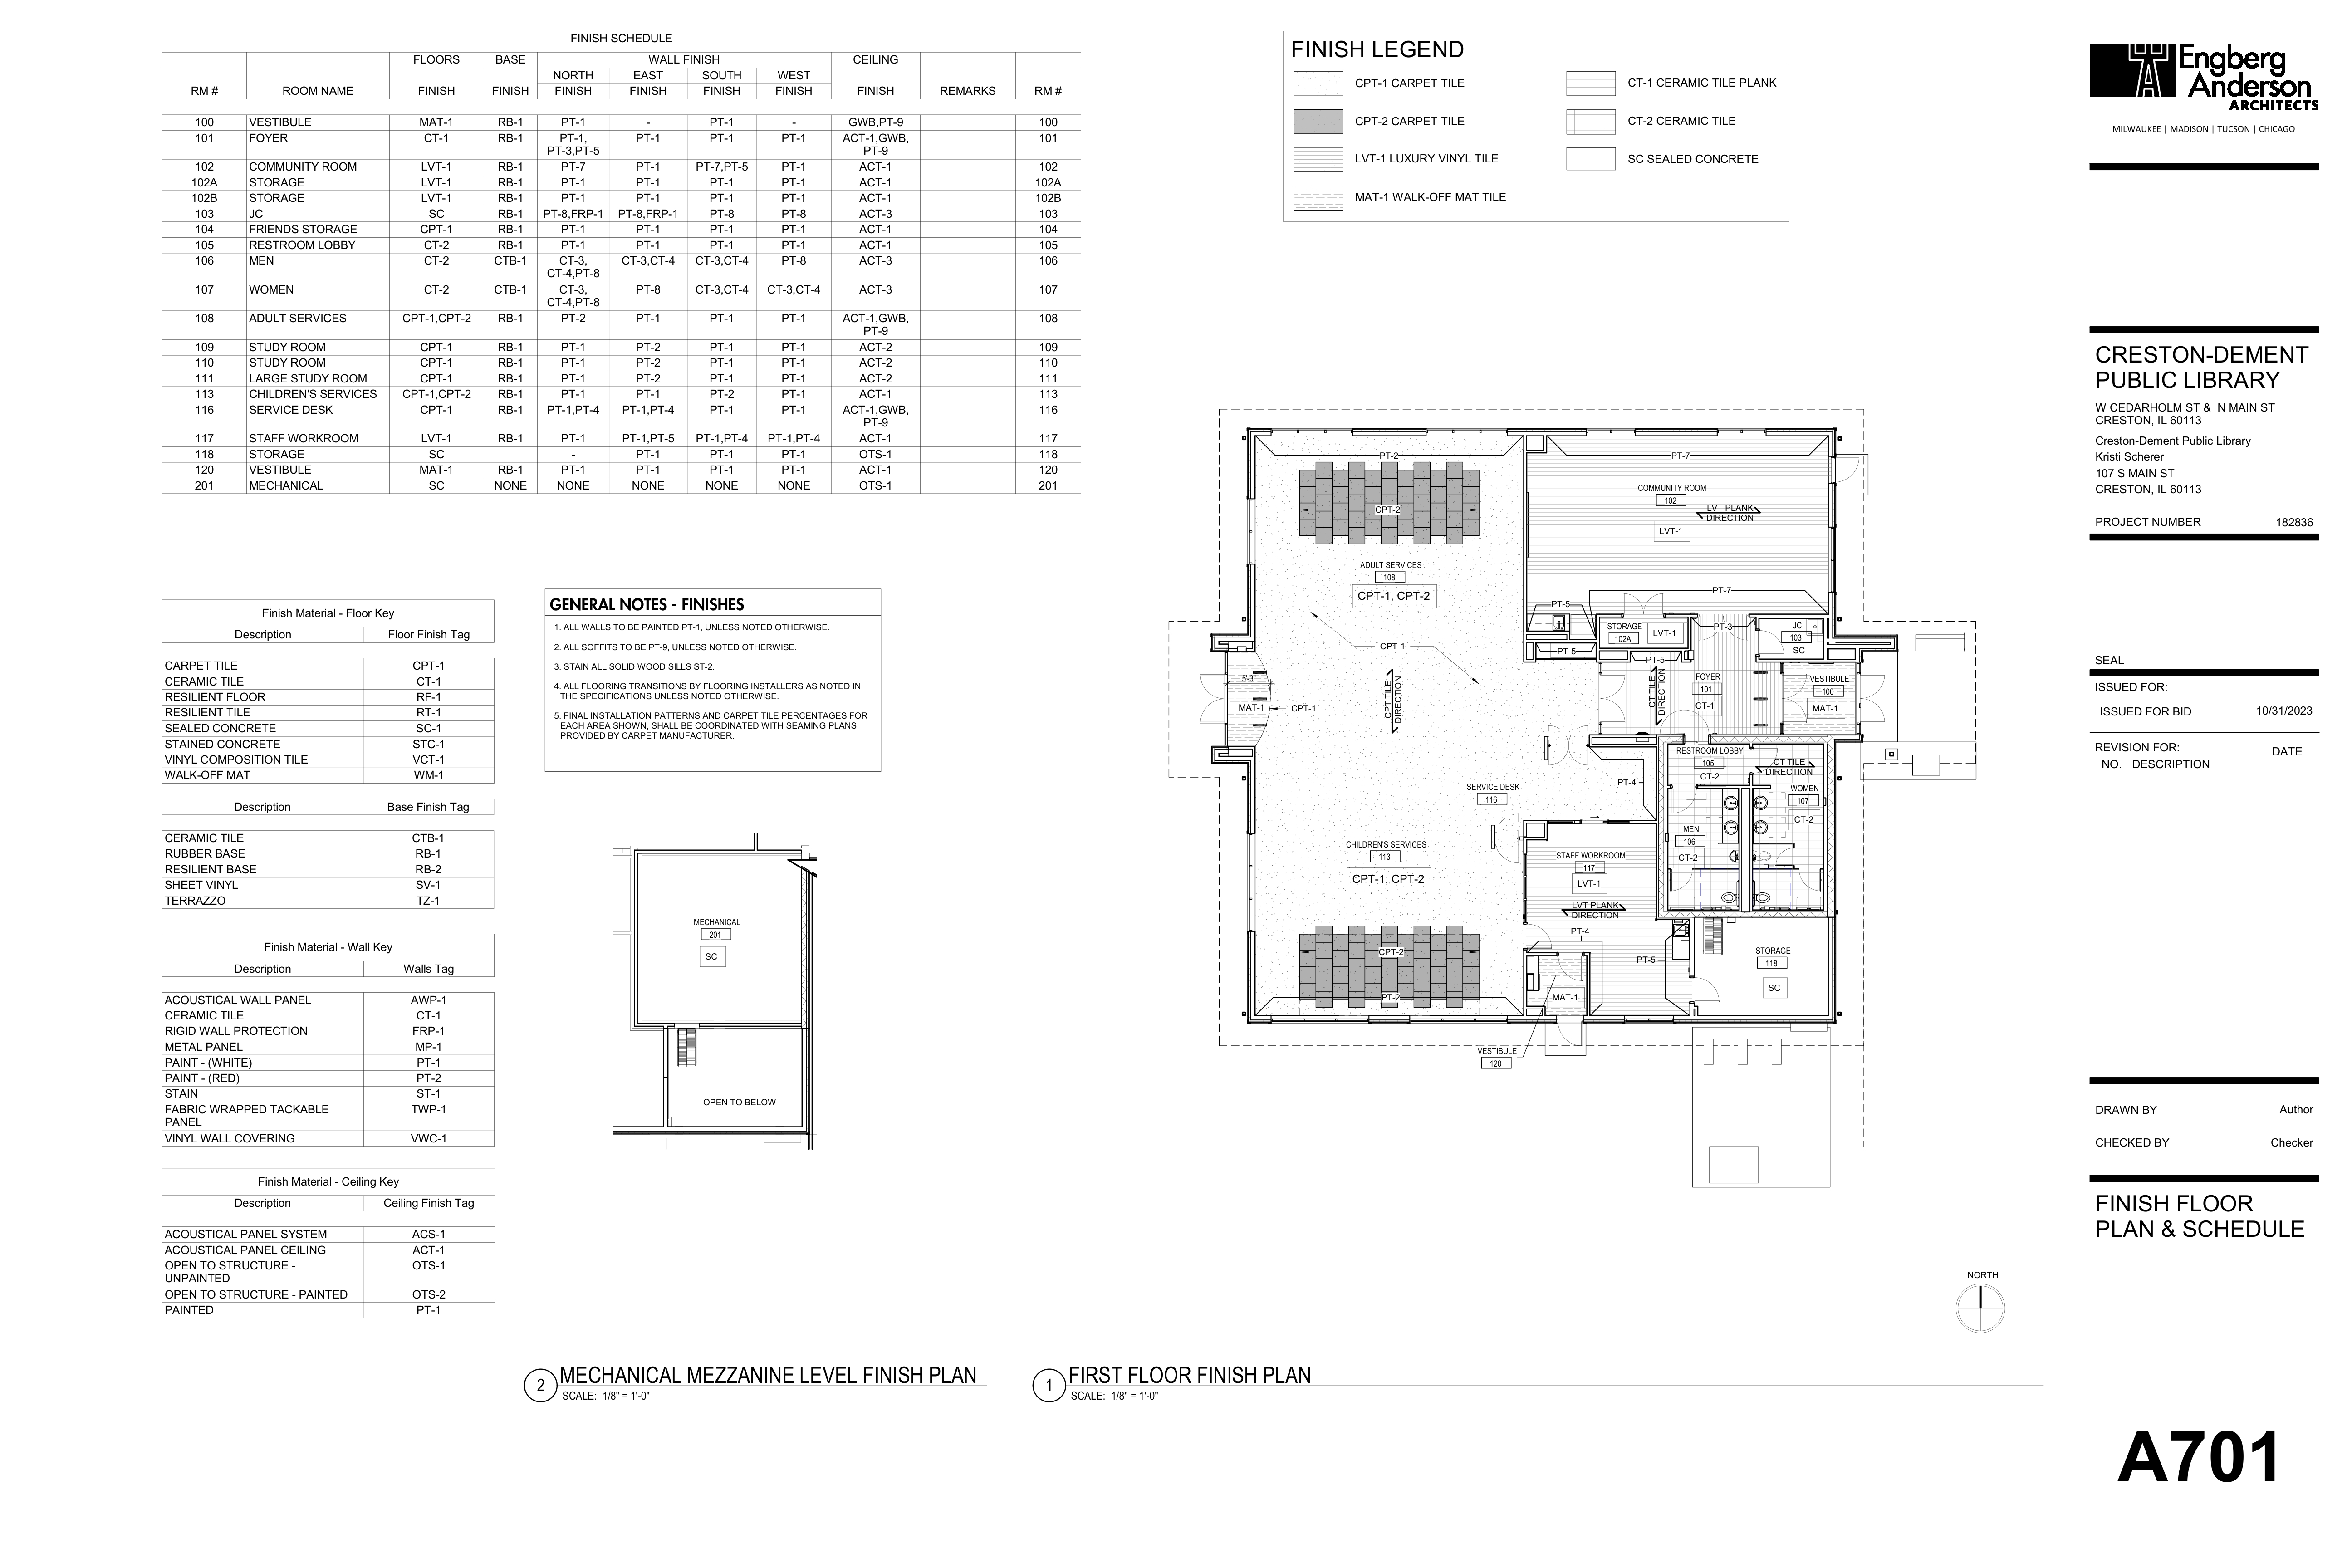 FINISH SCHEDULE
FLOORS BASE WALL FINISH CEILING
NORTH EAST SOUTH WEST
RM # ROOM NAME FINISH FINISH FINISH FINISH FINISH FINISH FINISH REMARKS RM #
100 VESTIBULE MAT-1 RB-1 PT-1 - PT-1 - GWB,PT-9 100
101 FOYER CT-1 RB-1 PT-1, PT-1 PT-1 PT-1 ACT-1,GWB, 101
PT-3,PT-5 PT-9
102 COMMUNITY ROOM LVT-1 RB-1 PT-7 PT-1 PT-7,PT-5 PT-1 ACT-1 102
102A STORAGE LVT-1 RB-1 PT-1 PT-1 PT-1 PT-1 ACT-1 102A
102B STORAGE LVT-1 RB-1 PT-1 PT-1 PT-1 PT-1 ACT-1 102B
103 JC SC RB-1 PT-8,FRP-1 PT-8,FRP-1 PT-8 PT-8 ACT-3 103
104 FRIENDS STORAGE CPT-1 RB-1 PT-1 PT-1 PT-1 PT-1 ACT-1 104
105 RESTROOM LOBBY CT-2 RB-1 PT-1 PT-1 PT-1 PT-1 ACT-1 105
106 MEN CT-2 CTB-1 CT-3, CT-3,CT-4 CT-3,CT-4 PT-8 ACT-3 106
CT-4,PT-8
107 WOMEN CT-2 CTB-1 CT-3, PT-8 CT-3,CT-4 CT-3,CT-4 ACT-3 107
CT-4,PT-8
108 ADULT SERVICES CPT-1,CPT-2 RB-1 PT-2 PT-1 PT-1 PT-1 ACT-1,GWB, 108
PT-9
109 STUDY ROOM CPT-1 RB-1 PT-1 PT-2 PT-1 PT-1 ACT-2 109
110 STUDY ROOM CPT-1 RB-1 PT-1 PT-2 PT-1 PT-1 ACT-2 110
111 LARGE STUDY ROOM CPT-1 RB-1 PT-1 PT-2 PT-1 PT-1 ACT-2 111
113 CHILDREN'S SERVICES CPT-1,CPT-2 RB-1 PT-1 PT-1 PT-2 PT-1 ACT-1 113
116 SERVICE DESK CPT-1 RB-1 PT-1,PT-4 PT-1,PT-4 PT-1 PT-1 ACT-1,GWB, 116
PT-9
117 STAFF WORKROOM LVT-1 RB-1 PT-1 PT-1,PT-5 PT-1,PT-4 PT-1,PT-4 ACT-1 117
118 STORAGE SC - PT-1 PT-1 PT-1 OTS-1 118
120 VESTIBULE MAT-1 RB-1 PT-1 PT-1 PT-1 PT-1 ACT-1 120
201 MECHANICAL SC NONE NONE NONE NONE NONE OTS-1 201
FINISH LEGEND
CPT-1 CARPET TILE CT-1 CERAMIC TILE PLANK
CPT-2 CARPET TILE CT-2 CERAMIC TILE
LVT-1 LUXURY VINYL TILE SC SEALED CONCRETE
MAT-1 WALK-OFF MAT TILE
Finish Material - Floor Key
Description Floor Finish Tag
CARPET TILE CPT-1
CERAMIC TILE CT-1
RESILIENT FLOOR RF-1
RESILIENT TILE RT-1
SEALED CONCRETE SC-1
STAINED CONCRETE STC-1
VINYL COMPOSITION TILE VCT-1
WALK-OFF MAT WM-1
Description Base Finish Tag
CERAMIC TILE CTB-1
RUBBER BASE RB-1
RESILIENT BASE RB-2
SHEET VINYL SV-1
TERRAZZO TZ-1
Finish Material - Wall Key
Description Walls Tag
ACOUSTICAL WALL PANEL AWP-1
CERAMIC TILE CT-1
RIGID WALL PROTECTION FRP-1
METAL PANEL MP-1
PAINT - (WHITE) PT-1
PAINT - (RED) PT-2
STAIN ST-1
FABRIC WRAPPED TACKABLE TWP-1
PANEL
VINYL WALL COVERING VWC-1
Finish Material - Ceiling Key
Description Ceiling Finish Tag
ACOUSTICAL PANEL SYSTEM ACS-1
ACOUSTICAL PANEL CEILING ACT-1
OPEN TO STRUCTURE - OTS-1
UNPAINTED
OPEN TO STRUCTURE - PAINTED OTS-2
PAINTED PT-1
GENERAL NOTES - FINISHES
1. ALL WALLS TO BE PAINTED PT-1, UNLESS NOTED OTHERWISE.
2. ALL SOFFITS TO BE PT-9, UNLESS NOTED OTHERWISE.
3. STAIN ALL SOLID WOOD SILLS ST-2.
4. ALL FLOORING TRANSITIONS BY FLOORING INSTALLERS AS NOTED IN
THE SPECIFICATIONS UNLESS NOTED OTHERWISE.
5. FINAL INSTALLATION PATTERNS AND CARPET TILE PERCENTAGES FOR
EACH AREA SHOWN, SHALL BE COORDINATED WITH SEAMING PLANS
PROVIDED BY CARPET MANUFACTURER.
MECHANICAL
201
SC
OPEN TO BELOW
2 MECHANICAL MEZZANINE LEVEL FINISH PLAN
SCALE: 1/8" = 1'-0"
PT-2
PT-7
CPT-2
COMMUNITY ROOM
102
LVT PLANK
DIRECTION
LVT-1
ADULT SERVICES
108
CPT-1, CPT-2
PT-7
PT-5
STORAGE
102A
LVT-1
PT-3
JC
103
SC
CPT-1
PT-5
PT-5
5'-3"
MAT-1
CPT-1
CPT TILE
DIRECTION
CT TILE
DIRECTION
FOYER
101
CT-1
VESTIBULE
100
MAT-1
RESTROOM LOBBY
105
CT-2
CT TILE
DIRECTION
PT-4
SERVICE DESK
116
WOMEN
107
CT-2
MEN
106
CT-2
CHILDREN'S SERVICES
113
CPT-1, CPT-2
STAFF WORKROOM
117
LVT-1
LVT PLANK
DIRECTION
PT-4
CPT-2
PT-5
STORAGE
118
SC
PT-2
MAT-1
VESTIBULE
120
NORTH
1 FIRST FLOOR FINISH PLAN
SCALE: 1/8" = 1'-0"
Engberg
Anderson
ARCHITECTS
MILWAUKEE | MADISON | TUCSON | CHICAGO
CRESTON-DEMENT
PUBLIC LIBRARY
W CEDARHOLM ST & N MAIN ST
CRESTON, IL 60113
Creston-Dement Public Library
Kristi Scherer
107 S MAIN ST
CRESTON, IL 60113
PROJECT NUMBER 182836
SEAL
ISSUED FOR:
ISSUED FOR BID 10/31/2023
REVISION FOR:
NO. DESCRIPTION DATE
DRAWN BY Author
CHECKED BY Checker
FINISH FLOOR
PLAN & SCHEDULE
A701